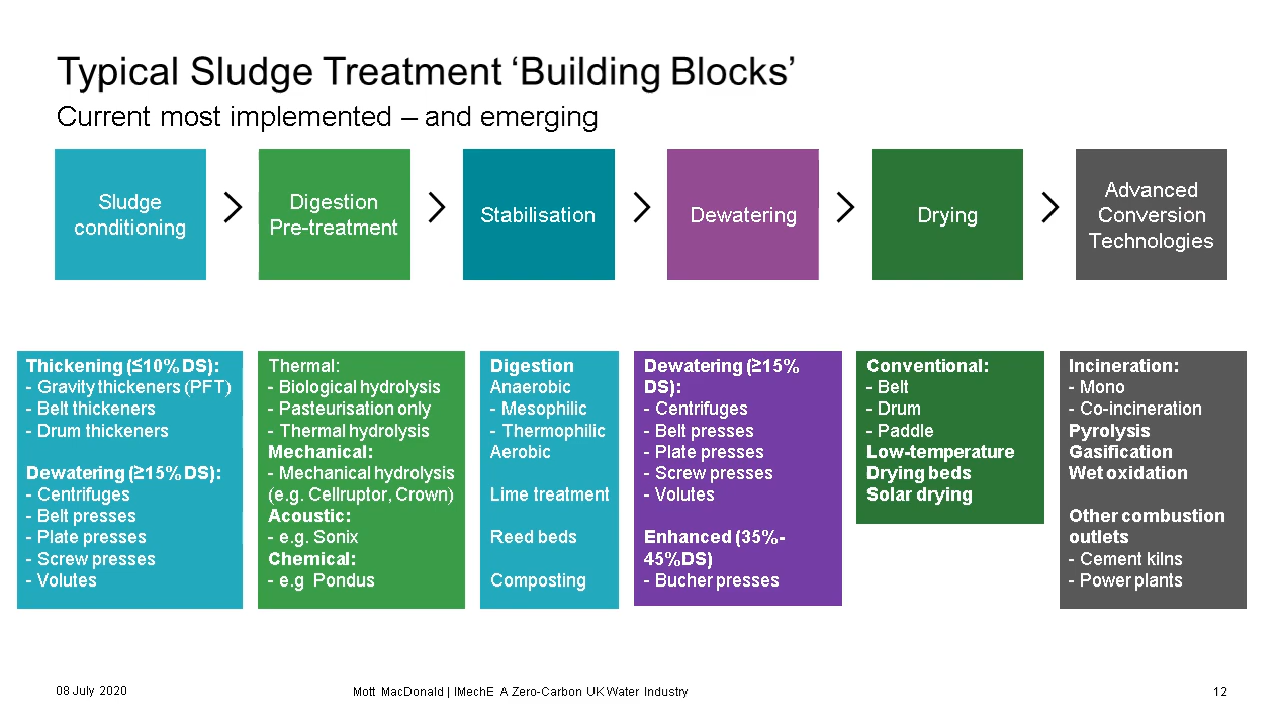 Typical Sludge Treatment ‘Building Blocks’
Current most implemented – and emerging
Sludge
conditioning
Digestion
Pre-treatment
Stabilisation
Dewatering
Drying
Advanced
Conversion
Technologies
Thickening (≤10% DS):
- Gravity thickeners (PFT)
- Belt thickeners
- Drum thickeners
Dewatering (≥15% DS):
- Centrifuges
- Belt presses
- Plate presses
- Screw presses
- Volutes
Thermal:
- Biological hydrolysis
- Pasteurisation only
- Thermal hydrolysis
Mechanical:
- Mechanical hydrolysis
(e.g. Cellruptor, Crown)
Acoustic:
- e.g. Sonix
Chemical:
- e.g Pondus
Digestion
Anaerobic
- Mesophilic
- Thermophilic
Aerobic
Lime treatment
Reed beds
Composting
Dewatering (≥15%
DS):
- Centrifuges
- Belt presses
- Plate presses
- Screw presses
- Volutes
Enhanced (35%-
45%DS)
- Bucher presses
Conventional:
- Belt
- Drum
- Paddle
Low-temperature
Drying beds
Solar drying
Incineration:
- Mono
- Co-incineration
Pyrolysis
Gasification
Wet oxidation
Other combustion
outlets
- Cement kilns
- Power plants
08 July 2020
Mott MacDonald | IMechE A Zero-Carbon UK Water Industry
12